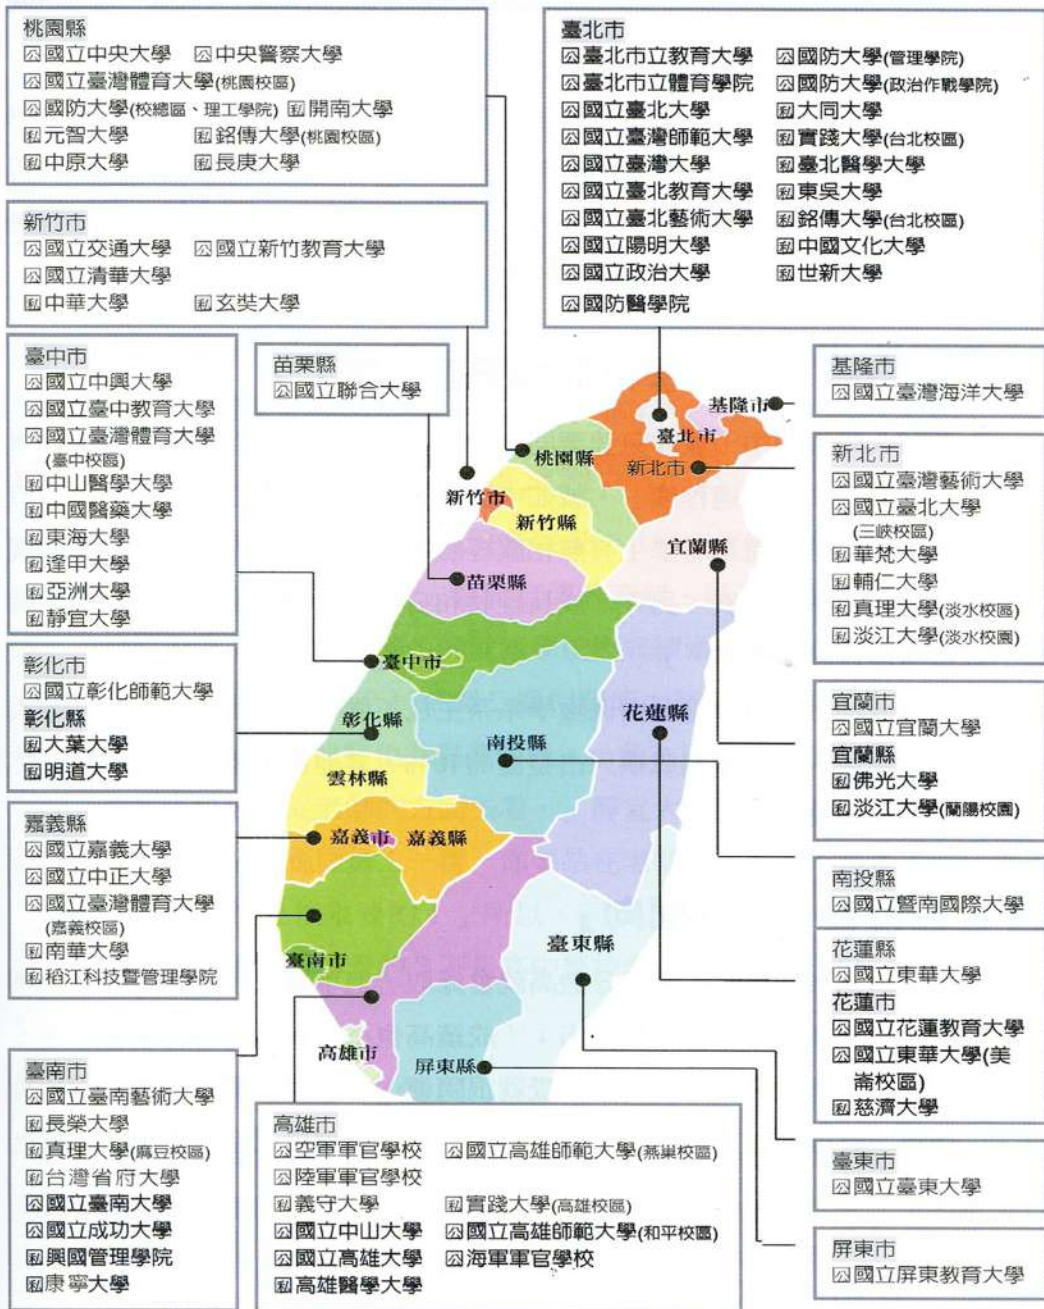 桃園縣
公國立中央大學 公中央警察大學
公國立臺灣體育大學(桃園校區)
公國防大學(校總區、理工學院) 私開南大學
私元智大學 私銘傳大學(桃園校區)
私中原大學 私長庚大學
臺北市
公臺北市立教育大學 公國防大學(管理學院)
公臺北市立體育學院 公國防大學(政治作戰學院)
公國立臺北大學 私大同大學
公國立臺灣師範大學 私實踐大學(台北校區)
公國立臺灣大學 私臺北醫學大學
公國立臺北教育大學 私東吳大學
公國立臺北藝術大學 私銘傳大學(台北校區)
公國立陽明大學 私中國文化大學
公國立政治大學 私世新大學
公國防醫學院
新竹市
公國立交通大學 公國立新竹教育大學
公國立清華大學
私中華大學 私玄奘大學
臺中市
公國立中興大學
公國立臺中教育大學
公國立臺灣體育大學
(臺中校區)
私中山醫學大學
私中國醫藥大學
私東海大學
私逢甲大學
私亞洲大學
私靜宜大學
苗栗縣
公國立聯合大學
基隆市
公國立臺灣海洋大學
新北市
公國立臺灣藝術大學
公國立臺北大學
(三峽校區)
私華梵大學
私輔仁大學
私真理大學(淡水校區)
私淡江大學(淡水校園)
彰化市
公國立彰化師範大學
彰化縣
私大葉大學
私明道大學
宜蘭市
公國立宜蘭大學
宜蘭縣
私佛光大學
私淡江大學(蘭陽校園)
嘉義縣
公國立嘉義大學
公國立中正大學
公國立臺灣體育大學
(嘉義校區)
私南華大學
私稻江科技暨管理學院
南投縣
公國立暨南國際大學
花蓮縣
公國立東華大學
花蓮市
公國立花蓮教育大學
公國立東華大學(美
崙校區)
私慈濟大學
臺南市
公國立臺南藝術大學
私長榮大學
私真理大學(麻豆校區)
私台灣省府大學
公國立臺南大學
公國立成功大學
私興國管理學院
私康寧大學
高雄市
公空軍軍官學校 公國立高雄師範大學(燕巢校區)
公陸軍軍官學校
私義守大學 私實踐大學(高雄校區)
公國立中山大學 公國立高雄師範大學(和平校區)
公國立高雄大學 公海軍軍官學校
私高雄醫學大學
臺東市
公國立臺東大學
屏東市
公國立屏東教育大學
基隆市
臺北市
桃園縣
新北市
新竹市
新竹縣
宜蘭縣
苗栗縣
臺中市
花蓮縣
彰化縣
南投縣
雲林縣
嘉義市
嘉義縣
臺東縣
臺南市
高雄市
屏東縣